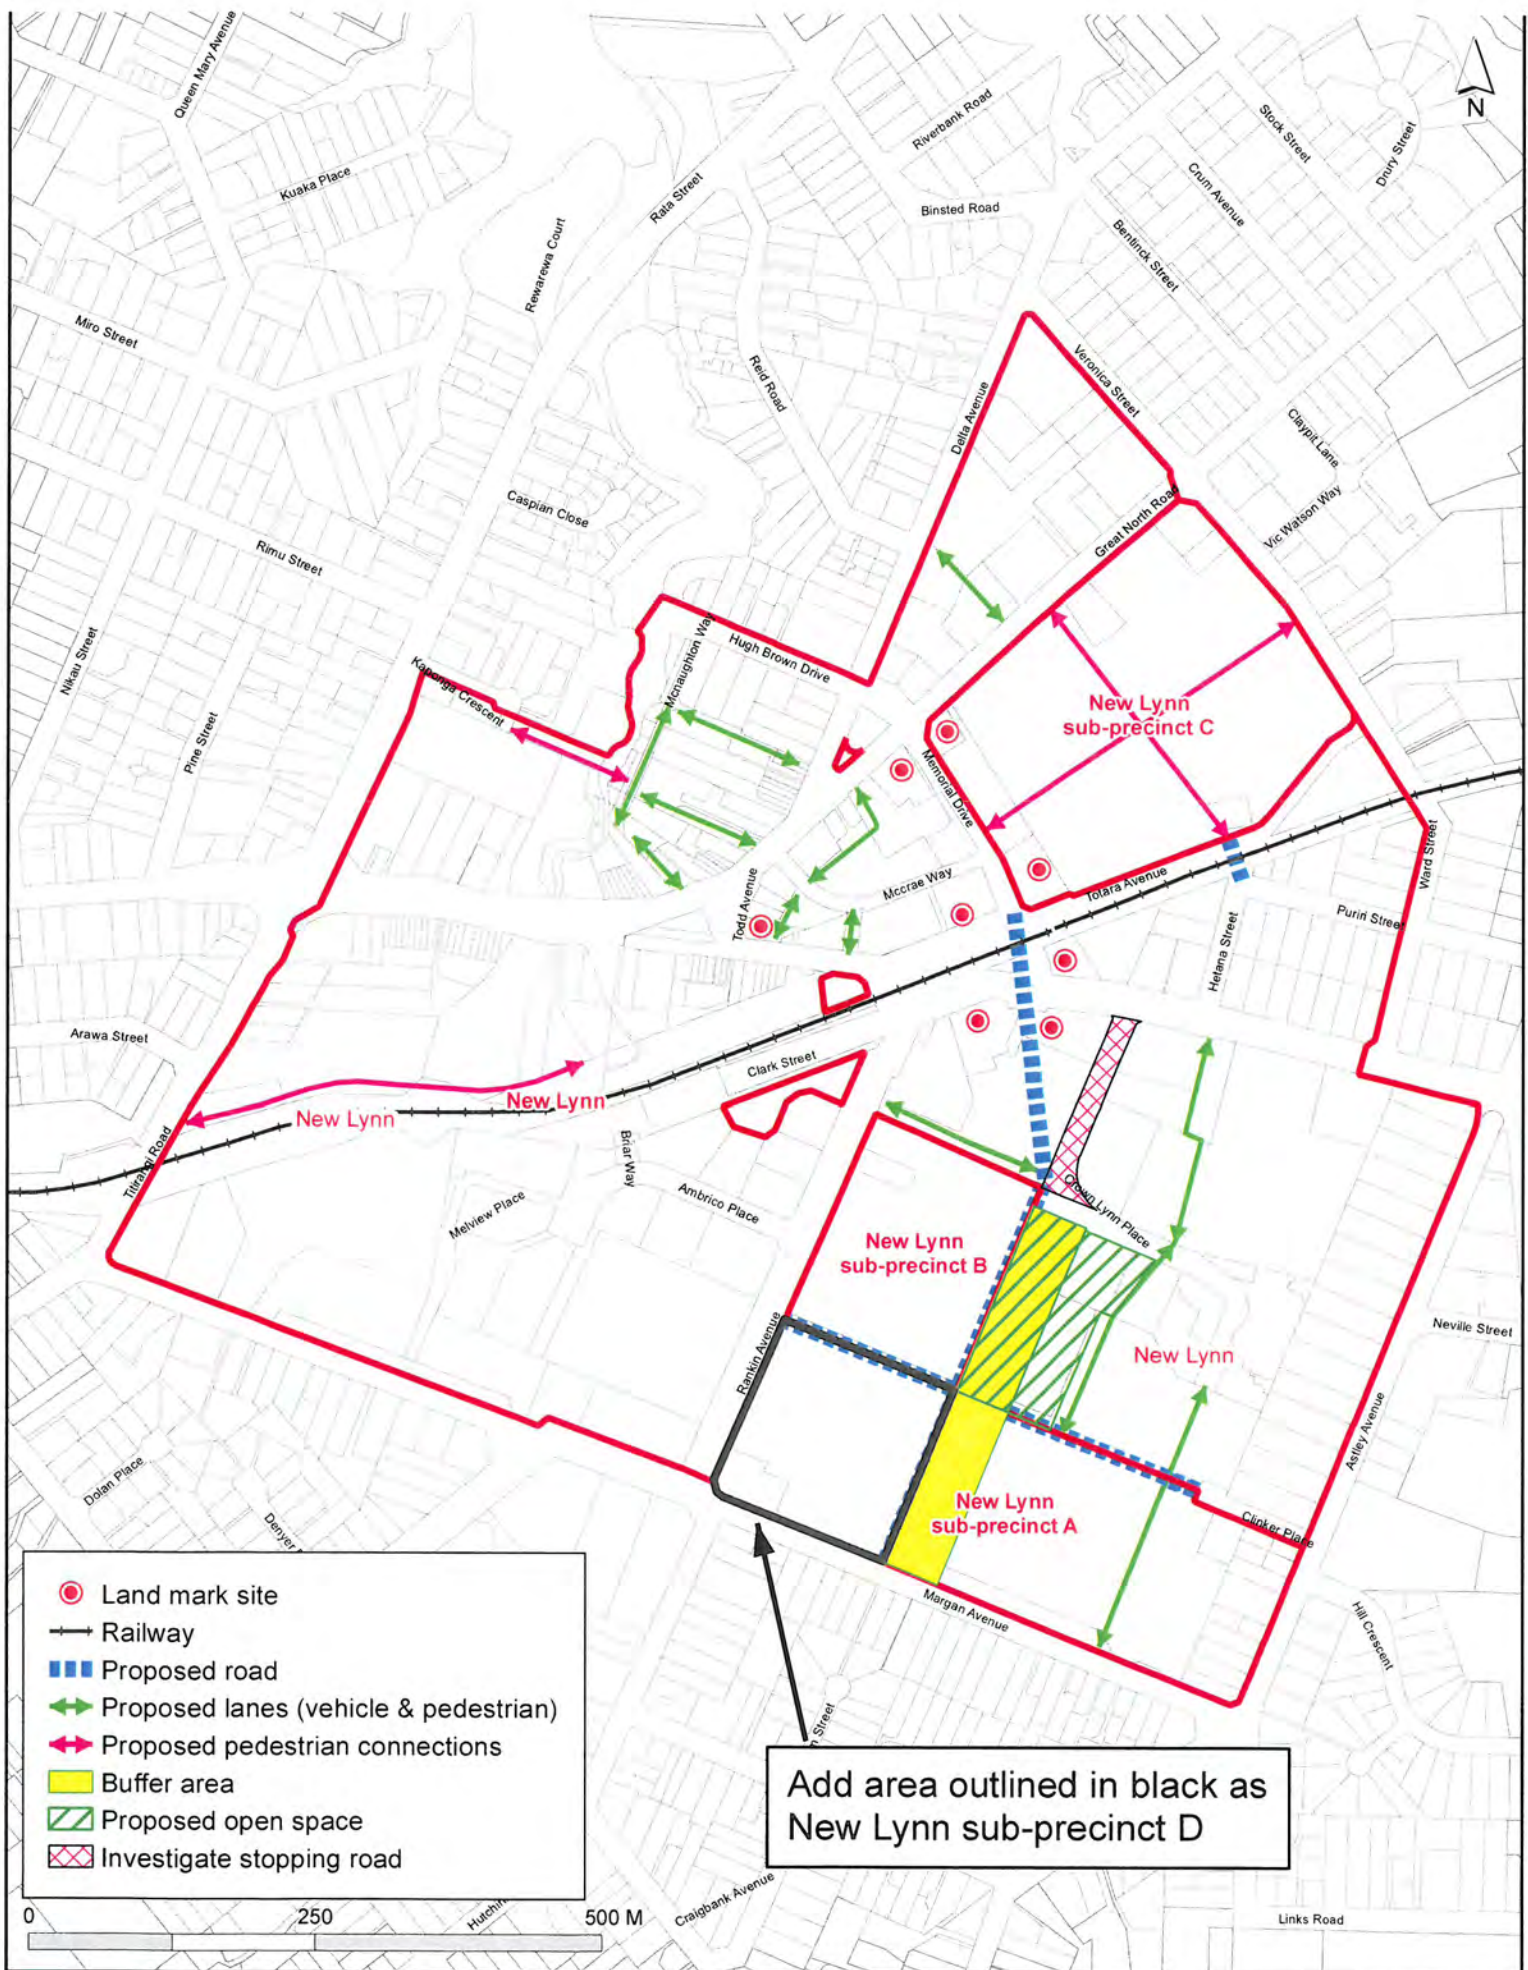 Queen Mary Avenue
N
Riverbank Road
Stock Street
Drury Street
Kuaka Place
Rata Street
Crum Avenue
Binsted Road
Rewarewa Court
Bentinck Street
Miro Street
Reid Road
Veronica Street
Delta Avenue
Claypit Lane
Caspian Close
Great North Road
Vic Watson Way
Rimu Street
Nikau Street
Mcnaughton Way
Hugh Brown Drive
Kaponga Crescent
New Lynn
sub-precinct C
Pine Street
Memorial Drive
Mccrae Way
Totara Avenue
Ward Street
Todd Avenue
Puriri Street
Hetana Street
Arawa Street
Clark Street
New Lynn
New Lynn
Titirangi Road
Briar Way
Ambrico Place
Melview Place
Crown Lynn Place
New Lynn
sub-precinct B
Neville Street
New Lynn
Rankin Avenue
Astley Avenue
Dolan Place
New Lynn
sub-precinct A
Clinker Place
Denyer
Margan Avenue
Hill Crescent
Land mark site
Railway
Proposed road
Proposed lanes (vehicle & pedestrian)
Proposed pedestrian connections
Buffer area
Proposed open space
Investigate stopping road
Street
Add area outlined in black as
New Lynn sub-precinct D
0 250 500 M
Craigbank Avenue
Links Road